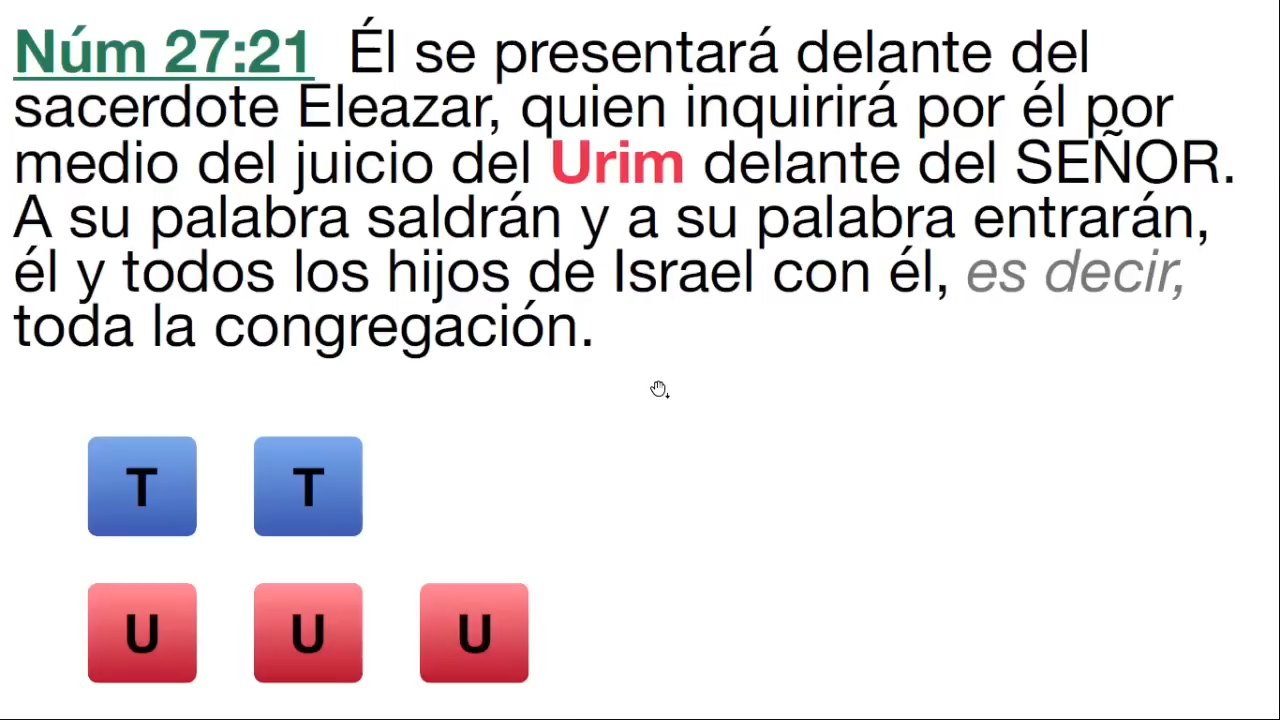 Núm 27:21 Él se presentará delante del
sacerdote Eleazar, quien inquirirá por él por
medio del juicio del Urim delante del SEÑOR.
A su palabra saldrán y a su palabra entrarán,
él y todos los hijos de Israel con él, es decir,
toda la congregación.
T T
U U U